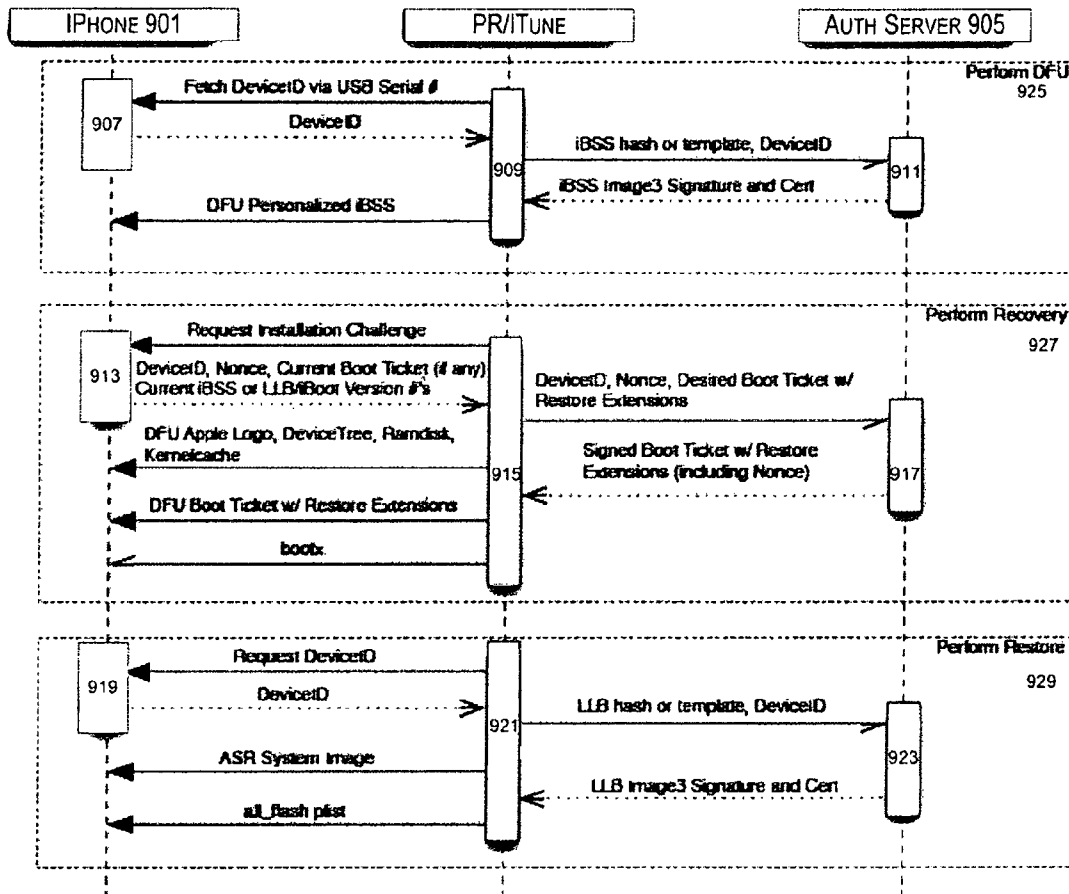 IPHONE 901
PR/ITUNE
AUTH SERVER 905
Perform DFU
925
Fetch DeviceID via USB Serial #
907
DeviceID
909
iBSS hash or template, DeviceID
911
iBSS Image3 Signature and Cert
DFU Personalized iBSS
Perform Recovery
927
Request Installation Challenge
913
DeviceID, Nonce, Current Boot Ticket (if any)
Current iBSS or LLB/iBoot Version #'s
DeviceID, Nonce, Desired Boot Ticket w/
Restore Extensions
DFU Apple Logo, DeviceTree, Ramdisk,
Kernelcache
915
Signed Boot Ticket w/ Restore
Extensions (including Nonce)
917
DFU Boot Ticket w/ Restore Extensions
bootx
Perform Restore
929
Request DeviceID
919
DeviceID
921
LLB hash or template, DeviceID
923
ASR System Image
LLB Image3 Signature and Cert
all_flash plist